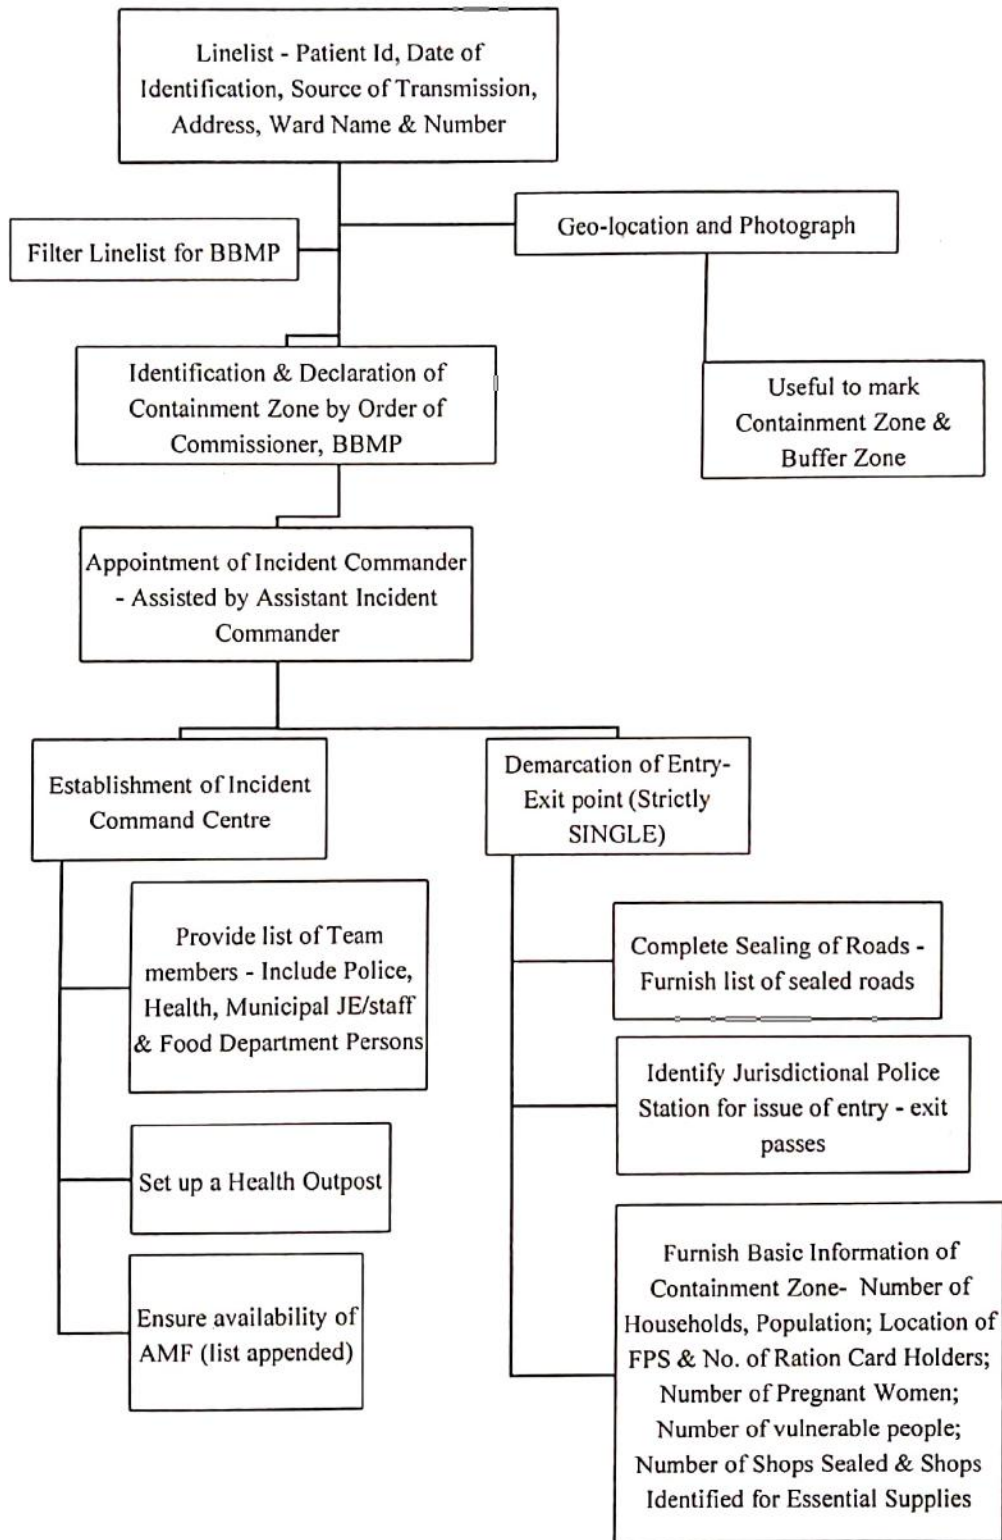 Linelist - Patient Id, Date of
Identification, Source of Transmission,
Address, Ward Name & Number
Geo-location and Photograph
Filter Linelist for BBMP
Identification & Declaration of
Containment Zone by Order of
Commissioner, BBMP
Useful to mark
Containment Zone &
Buffer Zone
Appointment of Incident Commander
- Assisted by Assistant Incident
Commander
Establishment of Incident
Command Centre
Demarcation of Entry-
Exit point (Strictly
SINGLE)
Provide list of Team
members - Include Police,
Health, Municipal JE/staff
& Food Department Persons
Set up a Health Outpost
Ensure availability of
AMF (list appended)
Complete Sealing of Roads -
Furnish list of sealed roads
Identify Jurisdictional Police
Station for issue of entry - exit
passes
Furnish Basic Information of
Containment Zone- Number of
Households, Population; Location of
FPS & No. of Ration Card Holders;
Number of Pregnant Women;
Number of vulnerable people;
Number of Shops Sealed & Shops
Identified for Essential Supplies